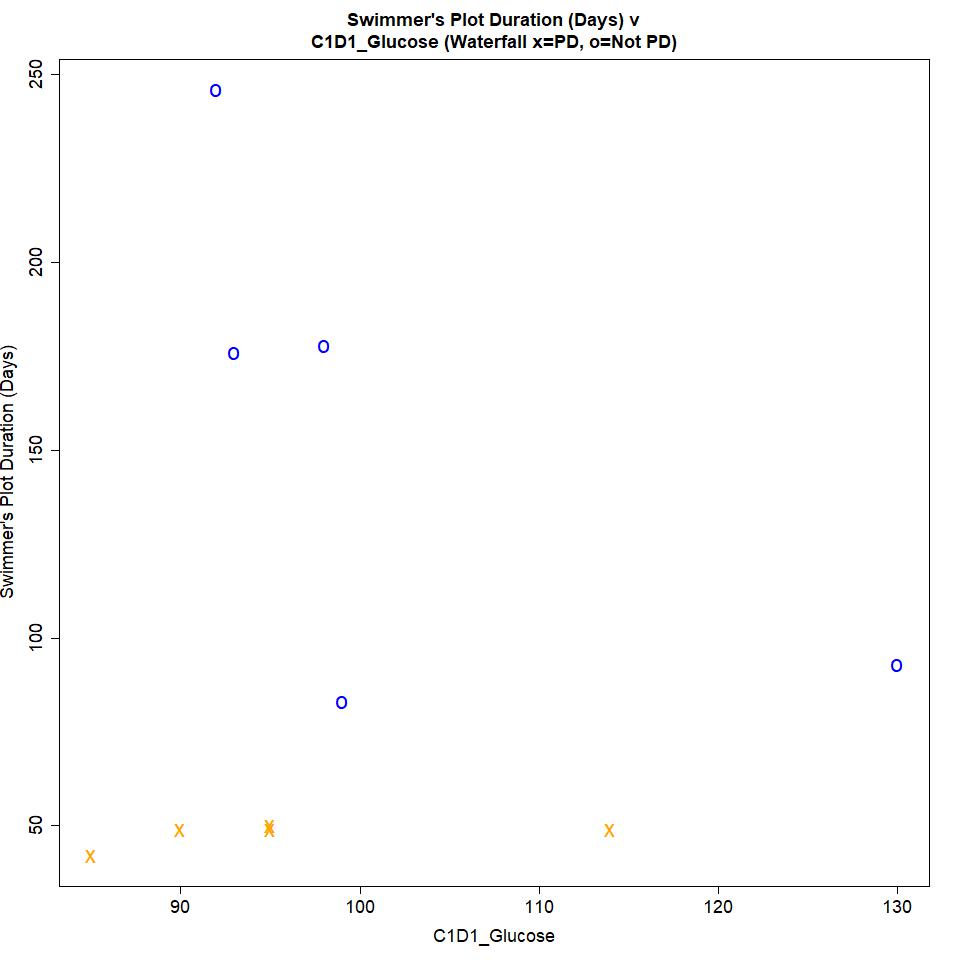 Swimmer's Plot Duration (Days) v
C1D1_Glucose (Waterfall x=PD, o=Not PD)
Swimmer's Plot Duration (Days)
250
200
150
100
50
o
o
o
o
o
x
x
x
x
x
90
100
110
120
130
C1D1_Glucose